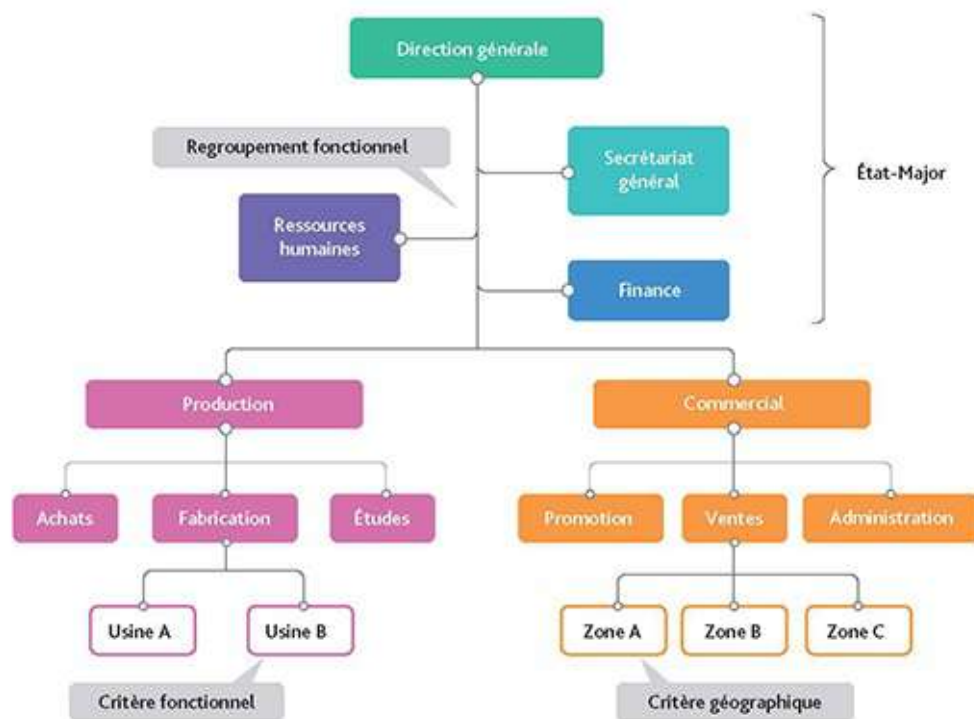 Direction générale
Regroupement fonctionnel
Secrétariat
général
État-Major
Ressources
humaines
Finance
Production
Commercial
Achats
Fabrication
Études
Promotion
Ventes
Administration
Usine A
Usine B
Zone A
Zone B
Zone C
Critère fonctionnel
Critère géographique